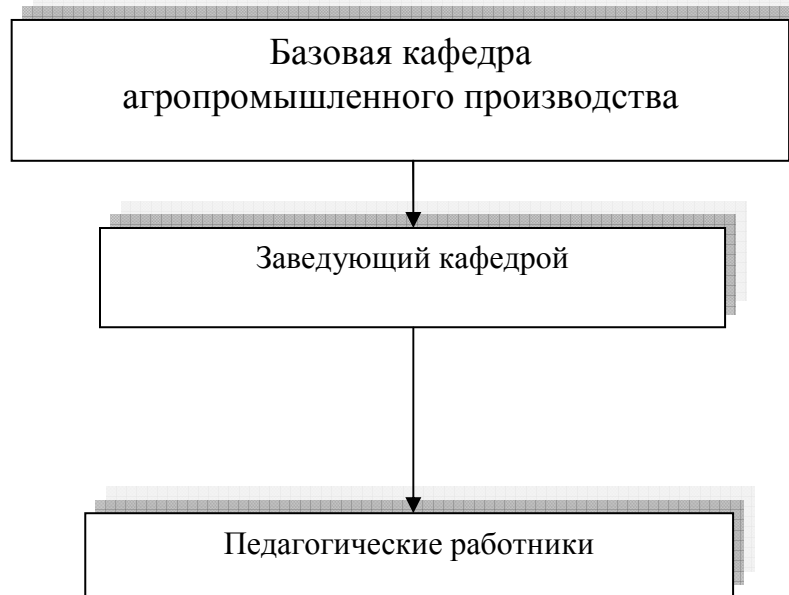 Базовая кафедра
агропромышленного производства
Заведующий кафедрой
Педагогические работники